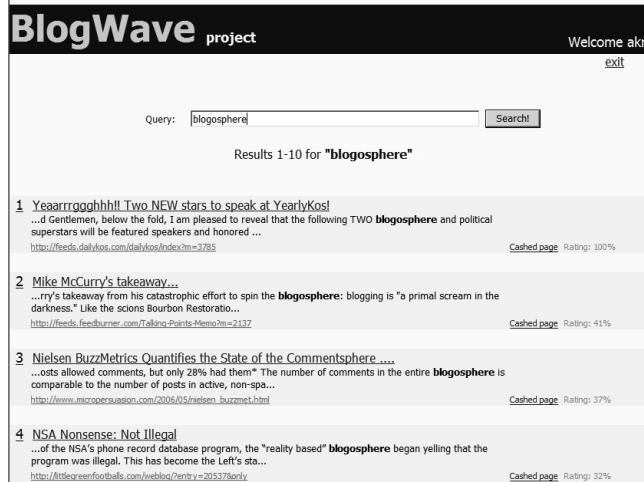 BlogWave project
Welcome akr
exit
Query: blogosphere Search!
Results 1-10 for "blogosphere"
1 Yeaarrrggghhh!! Two NEW stars to speak at YearlyKos!
...d Gentlemen, below the fold, I am pleased to reveal that the following TWO blogosphere and political
superstars will be featured speakers and honored ...
http://feeds.dailykos.com/dailykos/index?m=3785 Cashed page Rating: 100%
2 Mike McCurry's takeaway...
...rry's takeaway from his catastrophic effort to spin the blogosphere: blogging is "a primal scream in the
darkness." Like the scions Bourbon Restoratio...
http://feeds.feedburner.com/Talking-Points-Memo?m=2137 Cashed page Rating: 41%
3 Nielsen BuzzMetrics Quantifies the State of the Commentsphere ....
...osts allowed comments, but only 28% had them* The number of comments in the entire blogosphere is
comparable to the number of posts in active, non-spa...
http://www.micropersuasion.com/2006/05/nielsen_buzzmet.html Cashed page Rating: 37%
4 NSA Nonsense: Not Illegal
...of the NSA's phone record database program, the “reality based” blogosphere began yelling that the
program was illegal. This has become the Left's sta...
http://littlegreenfootballs.com/weblog/?entry=20537&only Cashed page Rating: 32%